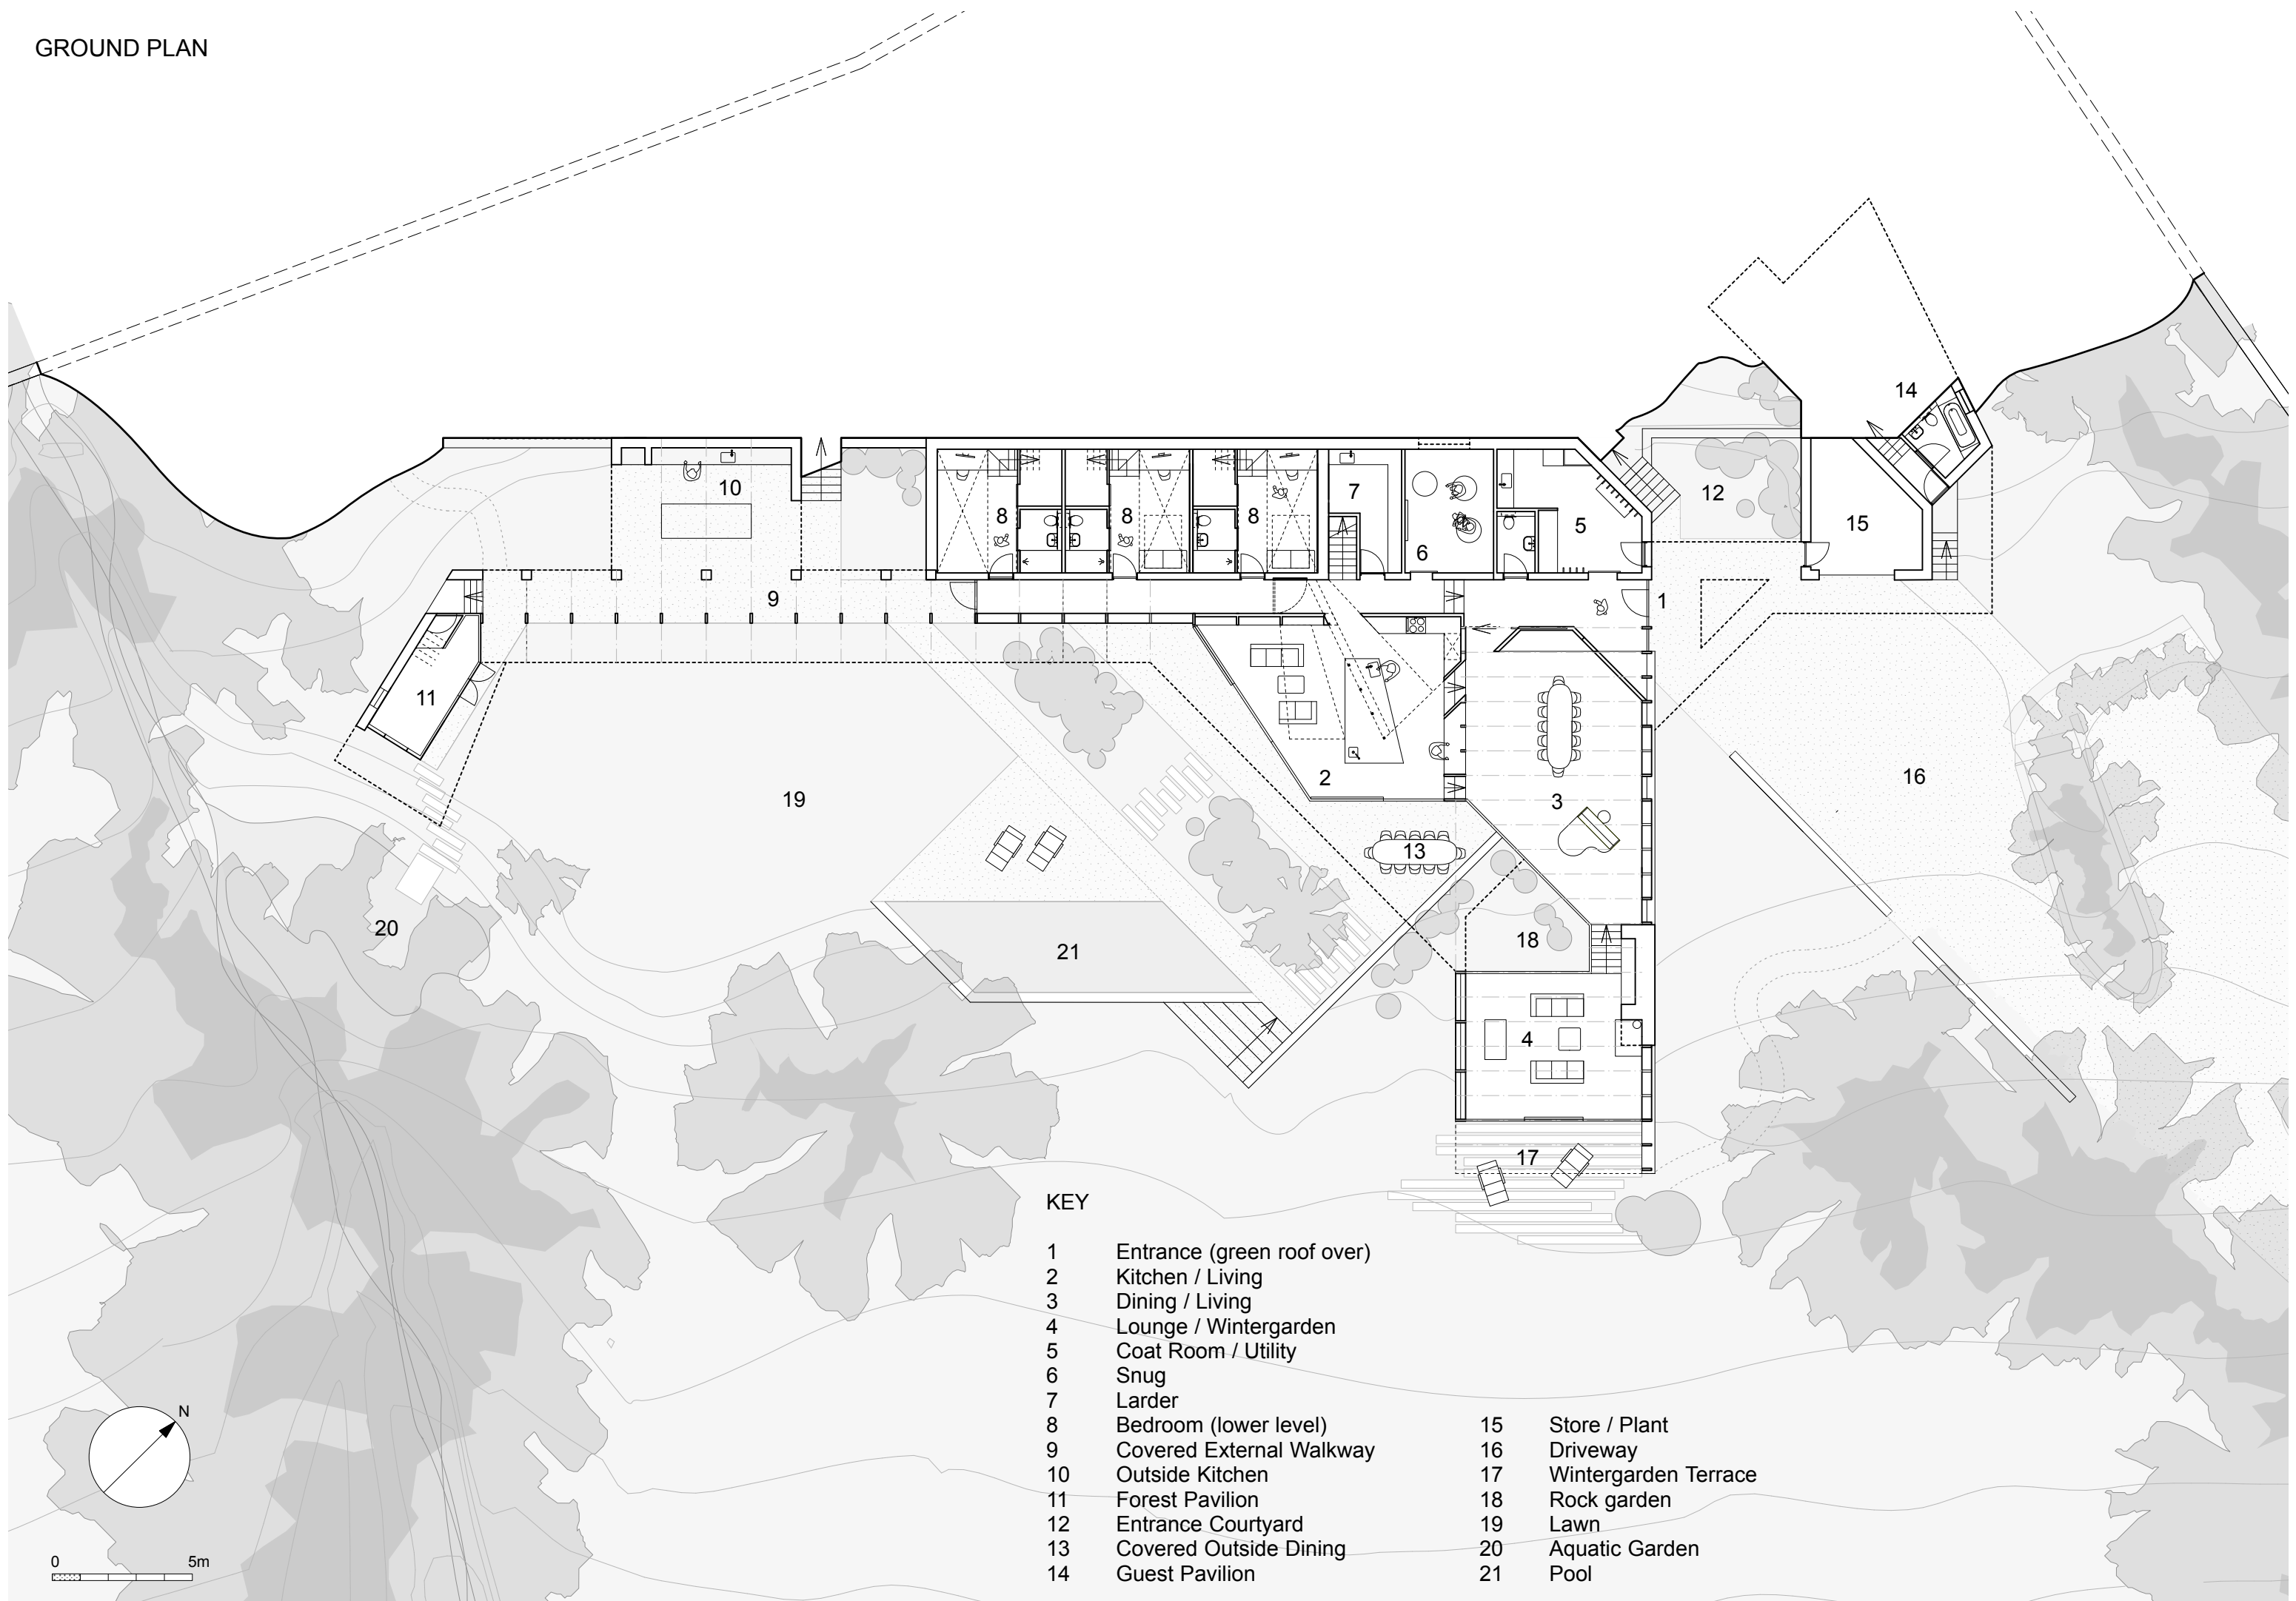 GROUND PLAN
14
10
8
8
8
7
12
5
15
6
9
1
11
2
16
19
3
13
20
18
21
4
17
KEY
1 Entrance (green roof over)
2 Kitchen / Living
3 Dining / Living
4 Lounge / Wintergarden
5 Coat Room / Utility
6 Snug
7 Larder
8 Bedroom (lower level)
9 Covered External Walkway
10 Outside Kitchen
11 Forest Pavilion
12 Entrance Courtyard
13 Covered Outside Dining
14 Guest Pavilion
15 Store / Plant
16 Driveway
17 Wintergarden Terrace
18 Rock garden
19 Lawn
20 Aquatic Garden
21 Pool
N
0 5m